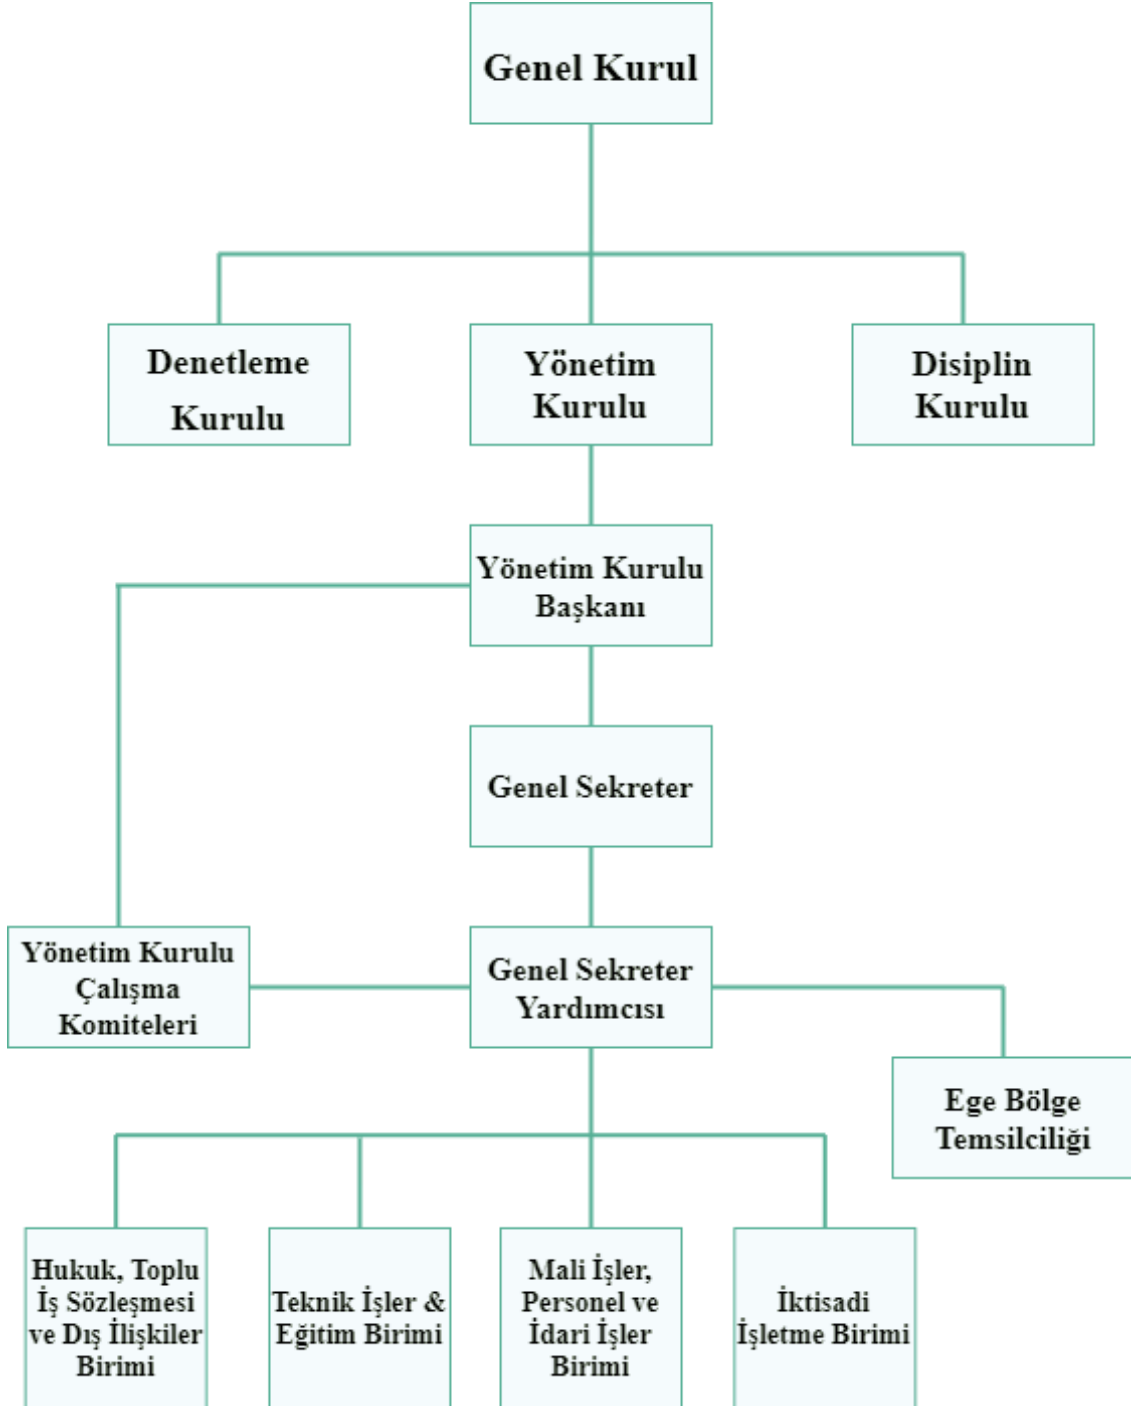 Genel Kurul
Denetleme
Kurulu
Yönetim
Kurulu
Disiplin
Kurulu
Yönetim Kurulu
Başkanı
Genel Sekreter
Yönetim Kurulu
Çalışma
Komiteleri
Genel Sekreter
Yardımcısı
Ege Bölge
Temsilciliği
Hukuk, Toplu
İş Sözleşmesi
ve Dış İlişkiler
Birimi
Teknik İşler &
Eğitim Birimi
Mali İşler,
Personel ve
İdari İşler
Birimi
İktisadi
İşletme Birimi